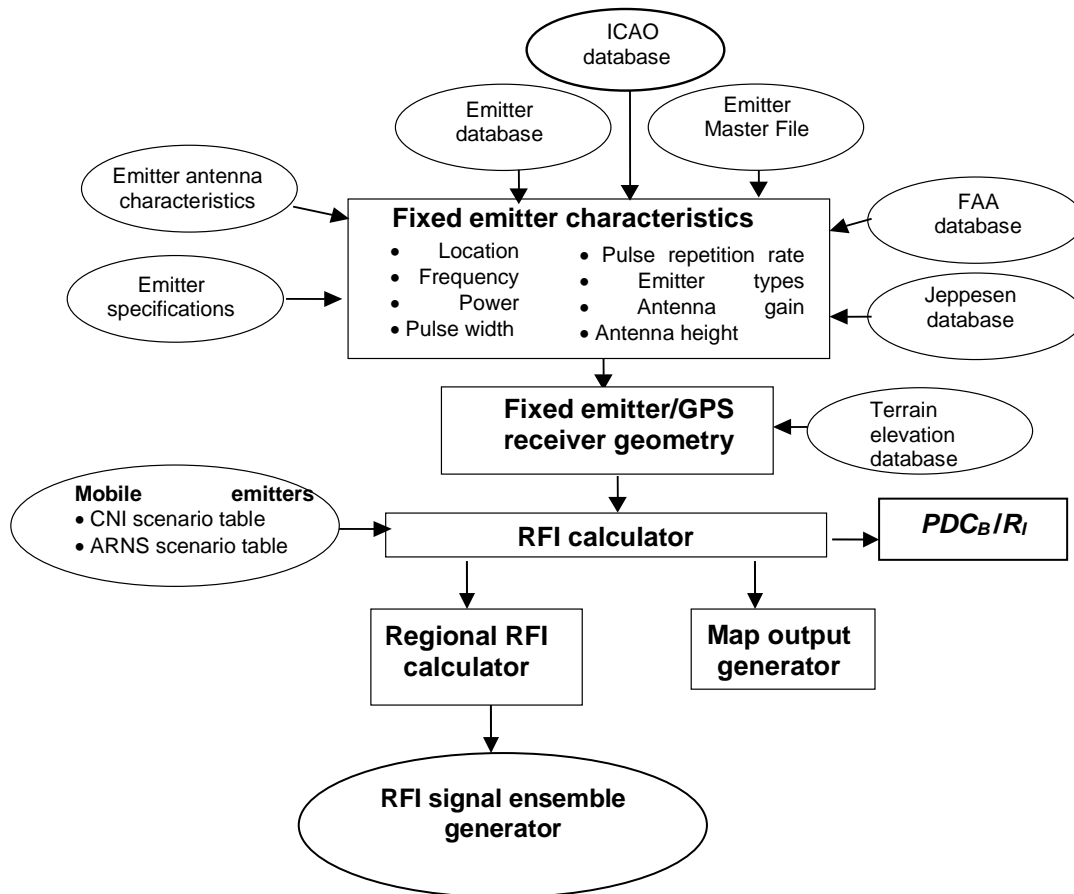 ICAO
database
Emitter
database
Emitter
Master File
Emitter antenna
characteristics
FAA
database
Emitter
specifications
Jeppesen
database
Fixed emitter characteristics
• Location
• Frequency
• Power
• Pulse width
• Pulse repetition rate
• Emitter types
• Antenna gain
• Antenna height
Fixed emitter/GPS
receiver geometry
Terrain
elevation
database
Mobile emitters
• CNI scenario table
• ARNS scenario table
RFI calculator
PDC_B/R_I
Regional RFI
calculator
Map output
generator
RFI signal ensemble
generator